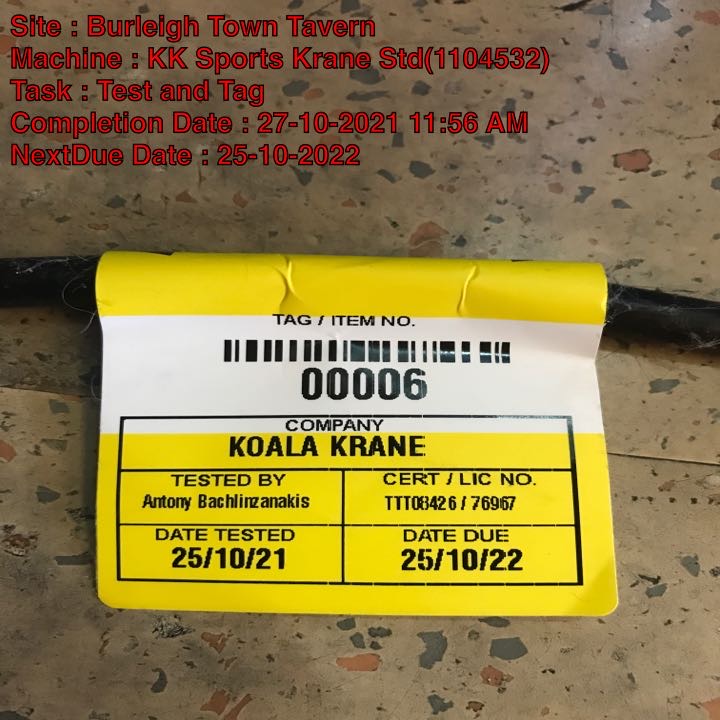 Site : Burleigh Town Tavern
Machine : KK Sports Krane Std(1104532)
Task : Test and Tag
Completion Date : 27-10-2021 11:56 AM
NextDue Date : 25-10-2022
TAG / ITEM NO.
00006
COMPANY
KOALA KRANE
TESTED BY
CERT / LIC NO.
Antony Bachlinzanakis
TTT08426 / 76967
DATE TESTED
DATE DUE
25/10/21
25/10/22